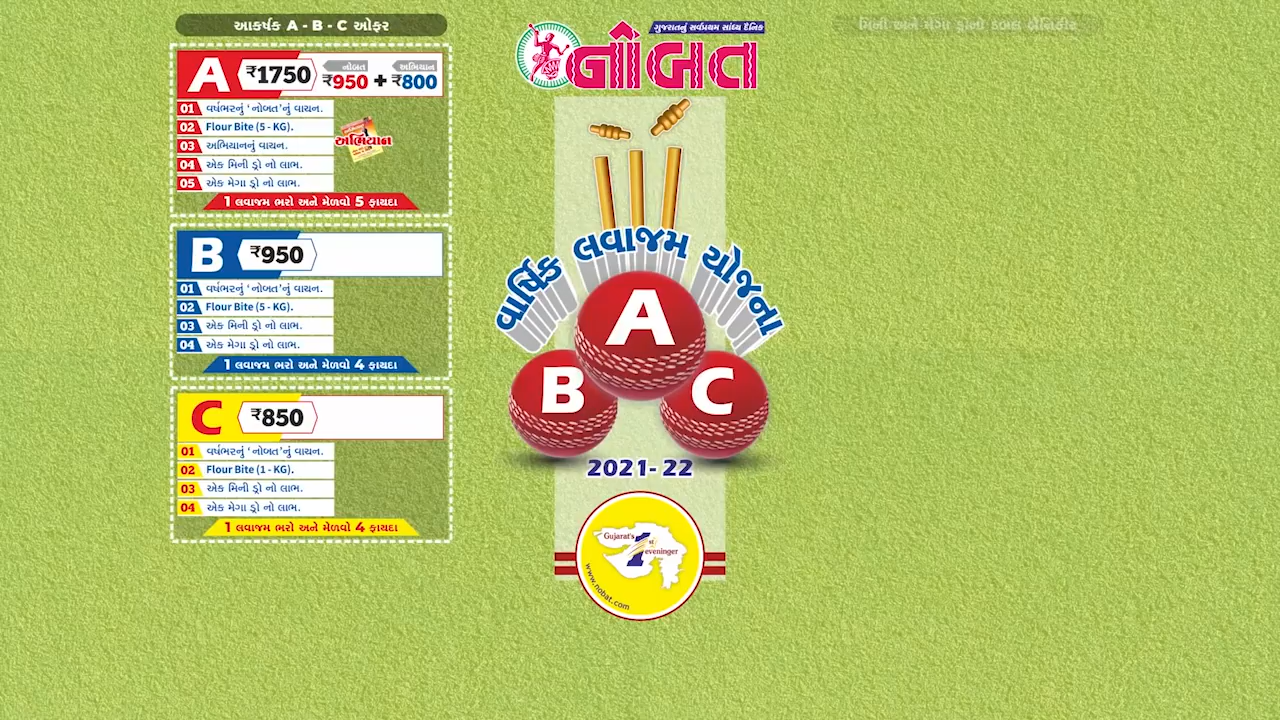 આકર્ષક A - B - C ઓફર
A ₹1750 નોબત ₹950 + અભિયાન ₹800
01 વર્ષભરનું 'નોબત'નું વાચન.
02 Flour Bite (5 - KG).
03 અભિયાનનું વાચન.
04 એક મિની ડ્રો નો લાભ.
05 એક મેગા ડ્રો નો લાભ.
અભિયાન
1 લવાજમ ભરો અને મેળવો 5 ફાયદા
B ₹950
01 વર્ષભરનું 'નોબત'નું વાચન.
02 Flour Bite (5 - KG).
03 એક મિની ડ્રો નો લાભ.
04 એક મેગા ડ્રો નો લાભ.
1 લવાજમ ભરો અને મેળવો 4 ફાયદા
C ₹850
01 વર્ષભરનું 'નોબત'નું વાચન.
02 Flour Bite (1 - KG).
03 એક મિની ડ્રો નો લાભ.
04 એક મેગા ડ્રો નો લાભ.
1 લવાજમ ભરો અને મેળવો 4 ફાયદા
ગુજરાતનું સર્વપ્રથમ સાંધ્ય દૈનિક
નોબત
વાર્ષિક લવાજમ યોજના
A
B C
2021- 22
Gujarat's 1st eveninger
www.nobat.com
મિની અને મેગા ડ્રોના